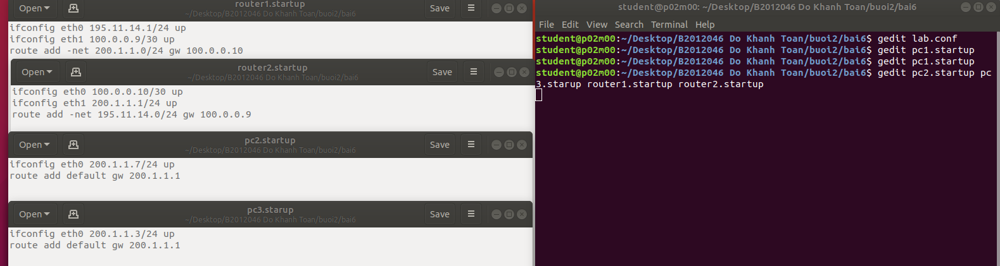 router1.startup
Open
~/Desktop/B2012046 Do Khanh Toan/buoi2/bai6
Save
ifconfig eth0 195.11.14.1/24 up
ifconfig eth1 100.0.0.9/30 up
route add -net 200.1.1.0/24 gw 100.0.0.10
router2.startup
Open
~/Desktop/B2012046 Do Khanh Toan/buoi2/bai6
Save
ifconfig eth0 100.0.0.10/30 up
ifconfig eth1 200.1.1.1/24 up
route add -net 195.11.14.0/24 gw 100.0.0.9
pc2.startup
Open
~/Desktop/B2012046 Do Khanh Toan/buoi2/bai6
Save
ifconfig eth0 200.1.1.7/24 up
route add default gw 200.1.1.1
pc3.starup
Open
~/Desktop/B2012046 Do Khanh Toan/buoi2/bai6
Save
ifconfig eth0 200.1.1.3/24 up
route add default gw 200.1.1.1
student@p02m00: ~/Desktop/B2012046 Do Khanh Toan/buoi2/bai6
File Edit View Search Terminal Help
student@p02m00:~/Desktop/B2012046 Do Khanh Toan/buoi2/bai6$ gedit lab.conf
student@p02m00:~/Desktop/B2012046 Do Khanh Toan/buoi2/bai6$ gedit pc1.startup
student@p02m00:~/Desktop/B2012046 Do Khanh Toan/buoi2/bai6$ gedit pc1.startup
student@p02m00:~/Desktop/B2012046 Do Khanh Toan/buoi2/bai6$ gedit pc2.startup pc
3.starup router1.startup router2.startup